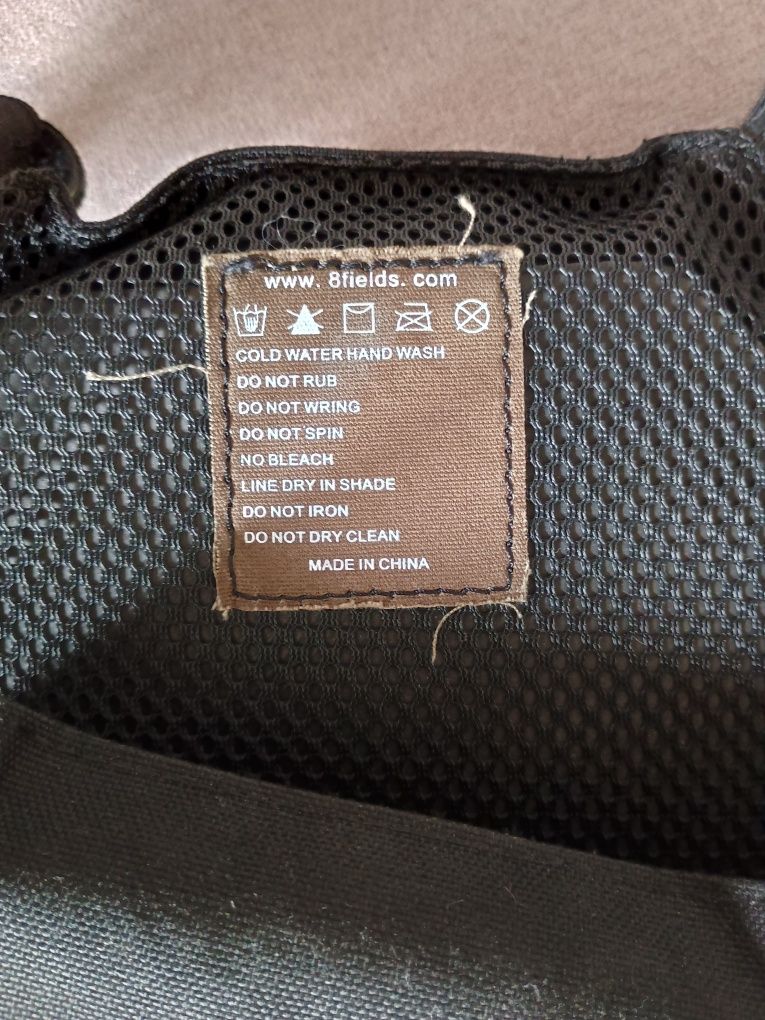 www. 8fields. com
COLD WATER HAND WASH
DO NOT RUB
DO NOT WRING
DO NOT SPIN
NO BLEACH
LINE DRY IN SHADE
DO NOT IRON
DO NOT DRY CLEAN
MADE IN CHINA